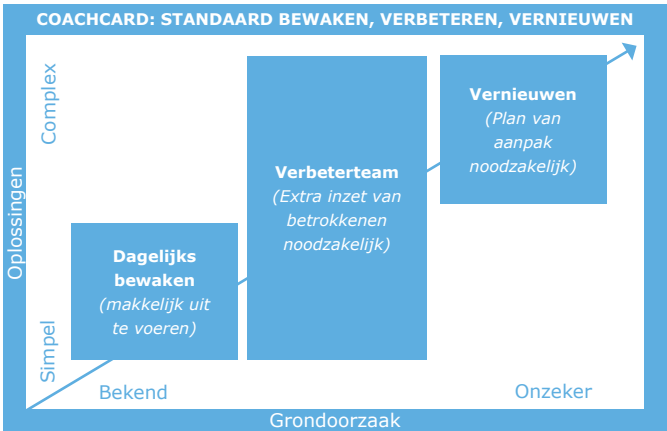 COACHCARD: STANDAARD BEWAKEN, VERBETEREN, VERNIEUWEN
Oplossingen
Complex
Simpel
Dagelijks
bewaken
(makkelijk uit
te voeren)
Verbeterteam
(Extra inzet van
betrokkenen
noodzakelijk)
Vernieuwen
(Plan van
aanpak
noodzakelijk)
Bekend
Onzeker
Grondoorzaak